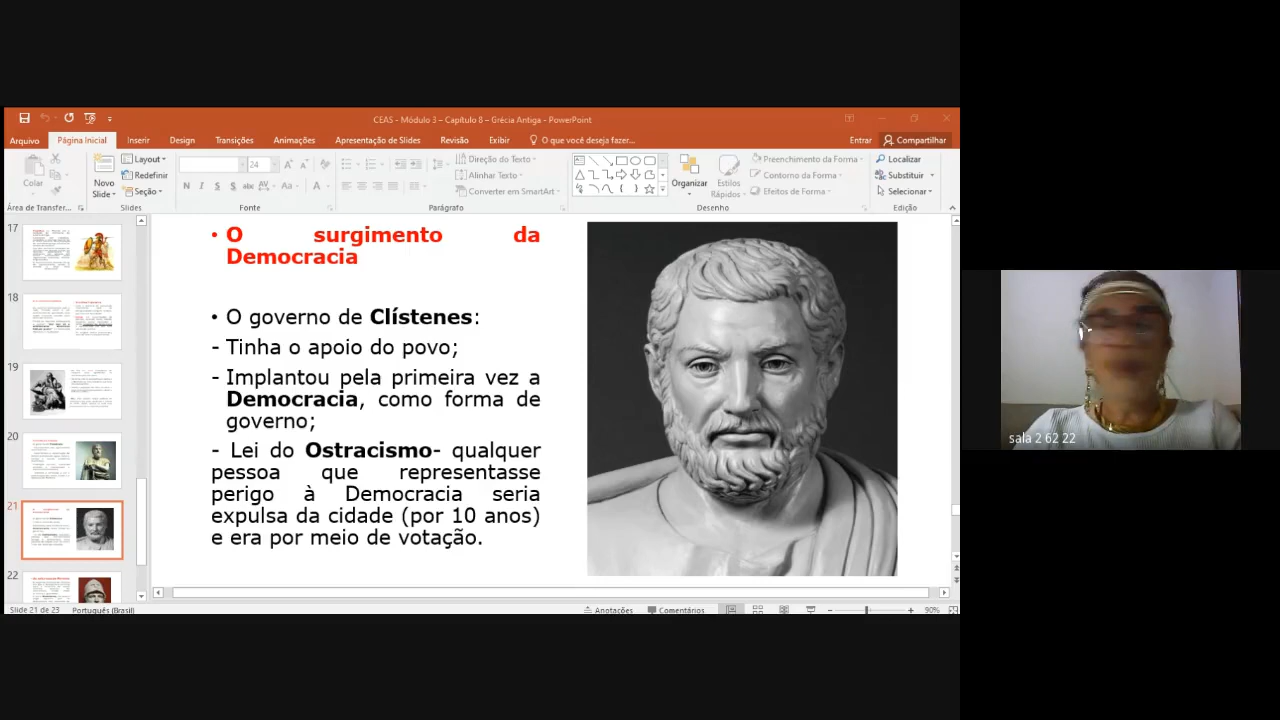 CEAS - Módulo 3 - Capítulo 8 - Grécia Antiga - PowerPoint
Arquivo Página Inicial Inserir Design Transições Animações Apresentação de Slides Revisão Exibir O que você deseja fazer... Entrar Compartilhar
Colar
Novo Slide
Layout
Redefinir
Seção
24
N I S S abc AV Aa A
Direção do Texto
Alinhar Texto
Converter em SmartArt
Organizar
Estilos Rápidos
Preenchimento da Forma
Contorno da Forma
Efeitos de Forma
Localizar
Substituir
Selecionar
Área de Transfer... Slides Fonte Parágrafo Desenho Edição
17
18
19
20
21
22
• O surgimento da
Democracia
• O governo de Clístenes:
- Tinha o apoio do povo;
- Implantou pela primeira vez a
Democracia, como forma de
governo;
- Lei do Ostracismo- qualquer
pessoa que representasse
perigo à Democracia seria
expulsa da cidade (por 10 anos)
e era por meio de votação.
sala 2 62 22
Slide 21 de 23 Português (Brasil) Anotações Comentários 90%